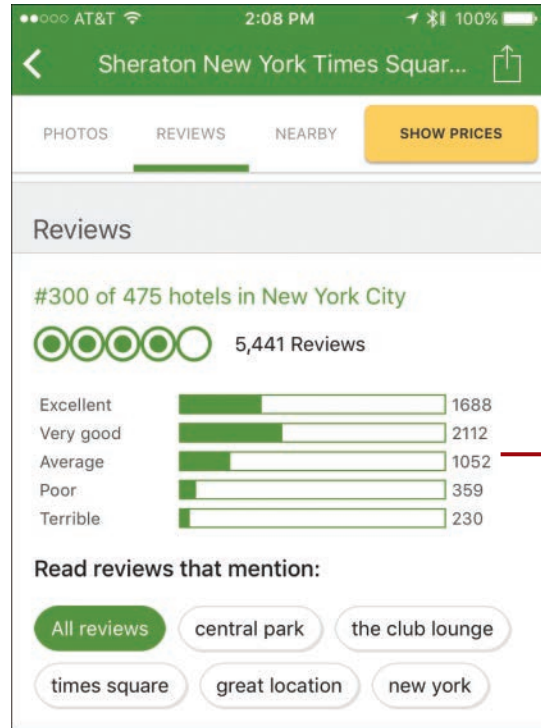 AT&T 2:08 PM 100%
Sheraton New York Times Squar...
PHOTOS REVIEWS NEARBY SHOW PRICES
Reviews
#300 of 475 hotels in New York City
5,441 Reviews
Excellent 1688
Very good 2112
Average 1052
Poor 359
Terrible 230
Read reviews that mention:
All reviews central park the club lounge
times square great location new york